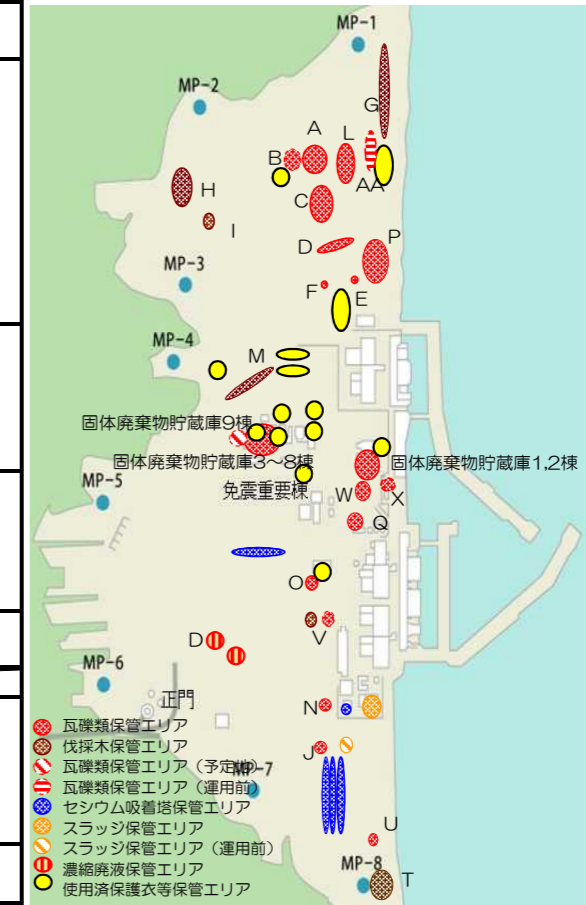 MP-1
MP-2
G
A
L
B
AA
H
C
I
D
P
MP-3
F
E
MP-4
M
固体廃棄物貯蔵庫9棟
固体廃棄物貯蔵庫3～8棟
固体廃棄物貯蔵庫1,2棟
MP-5
免震重要棟
W
X
Q
O
V
D
MP-6
正門
N
瓦礫類保管エリア
伐採木保管エリア
J
瓦礫類保管エリア（予定地）
MP-7
瓦礫類保管エリア（運用前）
セシウム吸着塔保管エリア
スラッジ保管エリア
U
スラッジ保管エリア（運用前）
濃縮廃液保管エリア
MP-8
T
使用済保護衣等保管エリア